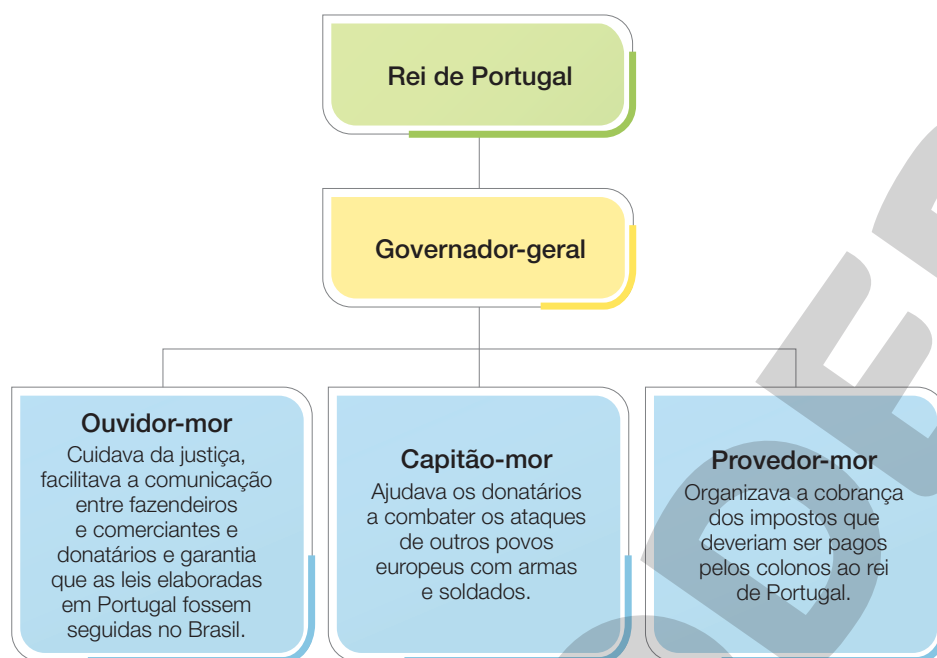 Rei de Portugal
Governador-geral
Ouvidor-mor
Cuidava da justiça,
facilitava a comunicação
entre fazendeiros
e comerciantes e
donatários e garantia
que as leis elaboradas
em Portugal fossem
seguidas no Brasil.
Capitão-mor
Ajudava os donatários
a combater os ataques
de outros povos
europeus com armas
e soldados.
Provedor-mor
Organizava a cobrança
dos impostos que
deveriam ser pagos
pelos colonos ao rei
de Portugal.